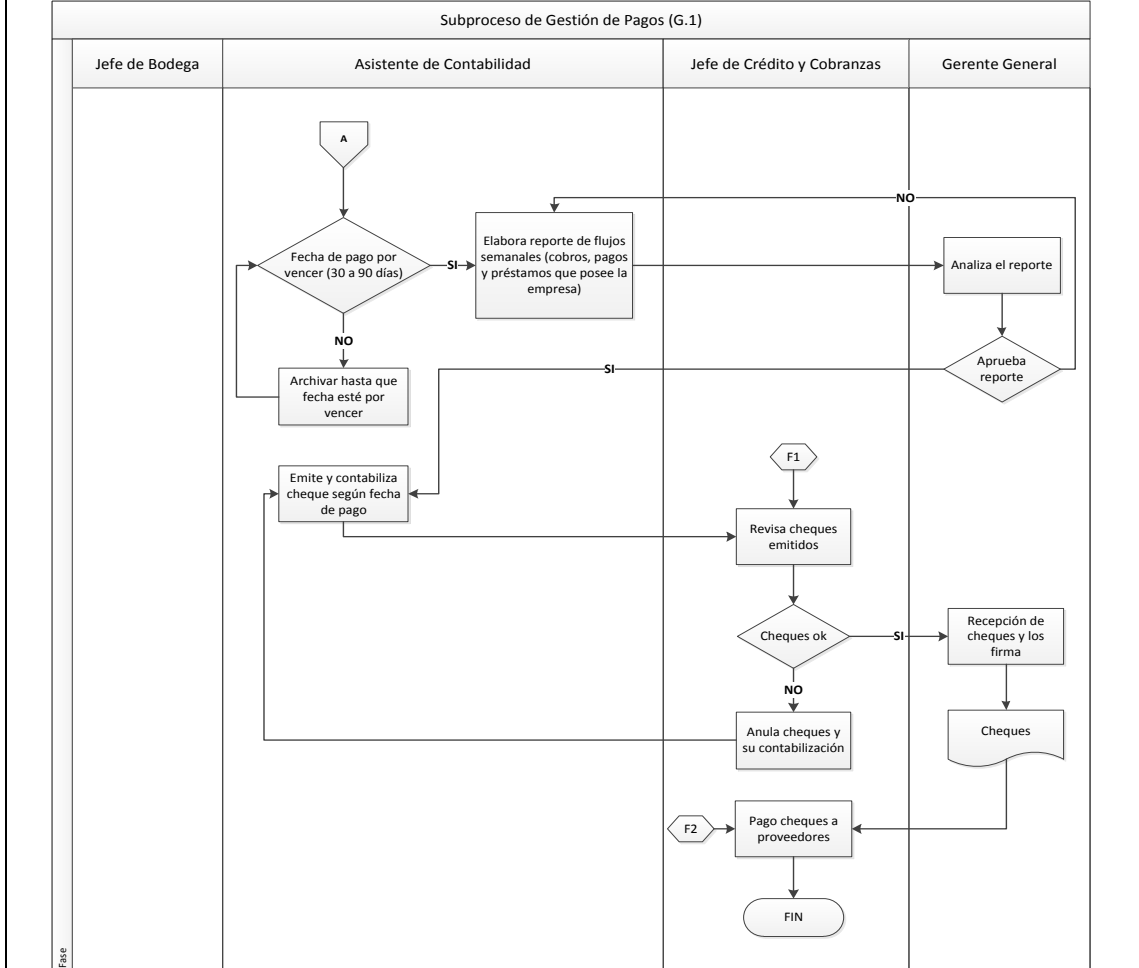 Subproceso de Gestión de Pagos (G.1)
Jefe de Bodega
Asistente de Contabilidad
Jefe de Crédito y Cobranzas
Gerente General
A
NO
Fecha de pago por
vencer (30 a 90 días)
SI
Elabora reporte de flujos
semanales (cobros, pagos
y préstamos que posee la
empresa)
Analiza el reporte
NO
Archivar hasta que
fecha esté por
vencer
SI
Aprueba
reporte
Emite y contabiliza
cheque según fecha
de pago
F1
Revisa cheques
emitidos
Cheques ok
SI
Recepción de
cheques y los
firma
NO
Anula cheques y
su contabilización
Cheques
F2
Pago cheques a
proveedores
FIN
Fase